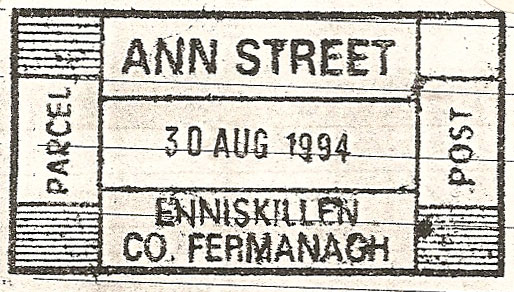 ANN STREET
PARCEL
30 AUG 1994
POST
ENNISKILLEN
CO. FERMANAGH